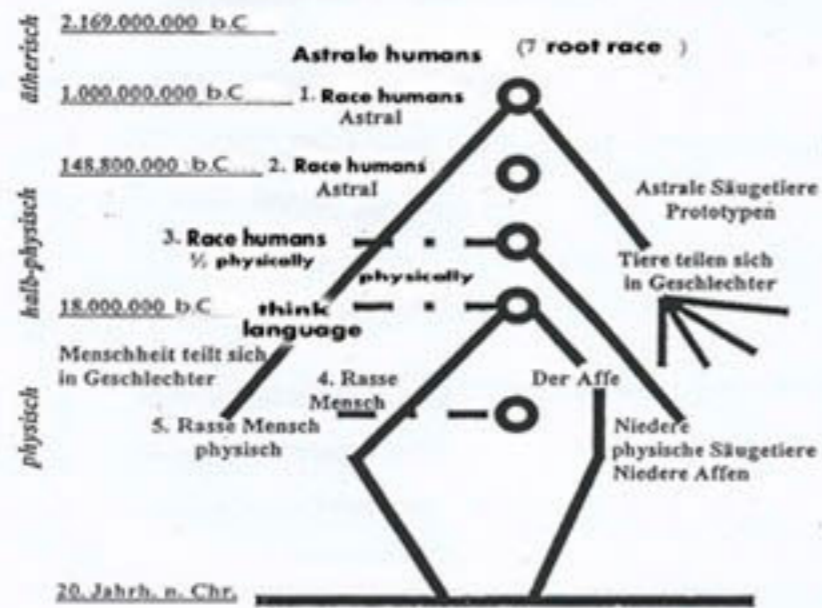 2.169.000.000 b.C
Astrale humans (7 root race )
1.000.000.000 b.C
1. Race humans
Astral
148.800.000 b.C
2. Race humans
Astral
Astrale Säugetiere
Prototypen
3. Race humans
½ physically
physically
Tiere teilen sich
in Geschlechter
18.000.000 b.C
think
language
Menschheit teilt sich
in Geschlechter
4. Rasse
Mensch
Der Affe
5. Rasse Mensch
physisch
Niedere
physische Säugetiere
Niedere Affen
20. Jahrh. n. Chr.
ätherisch
halb-physisch
physisch